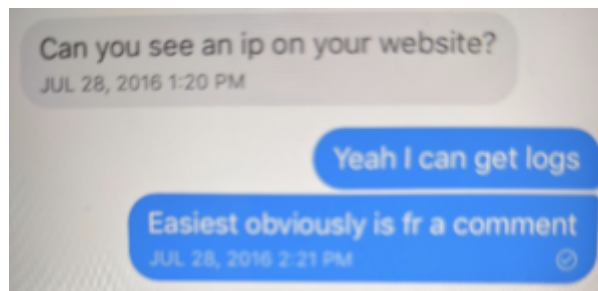 Can you see an ip on your website?
JUL 28, 2016 1:20 PM
Yeah I can get logs
Easiest obviously is fr a comment
JUL 28, 2016 2:21 PM